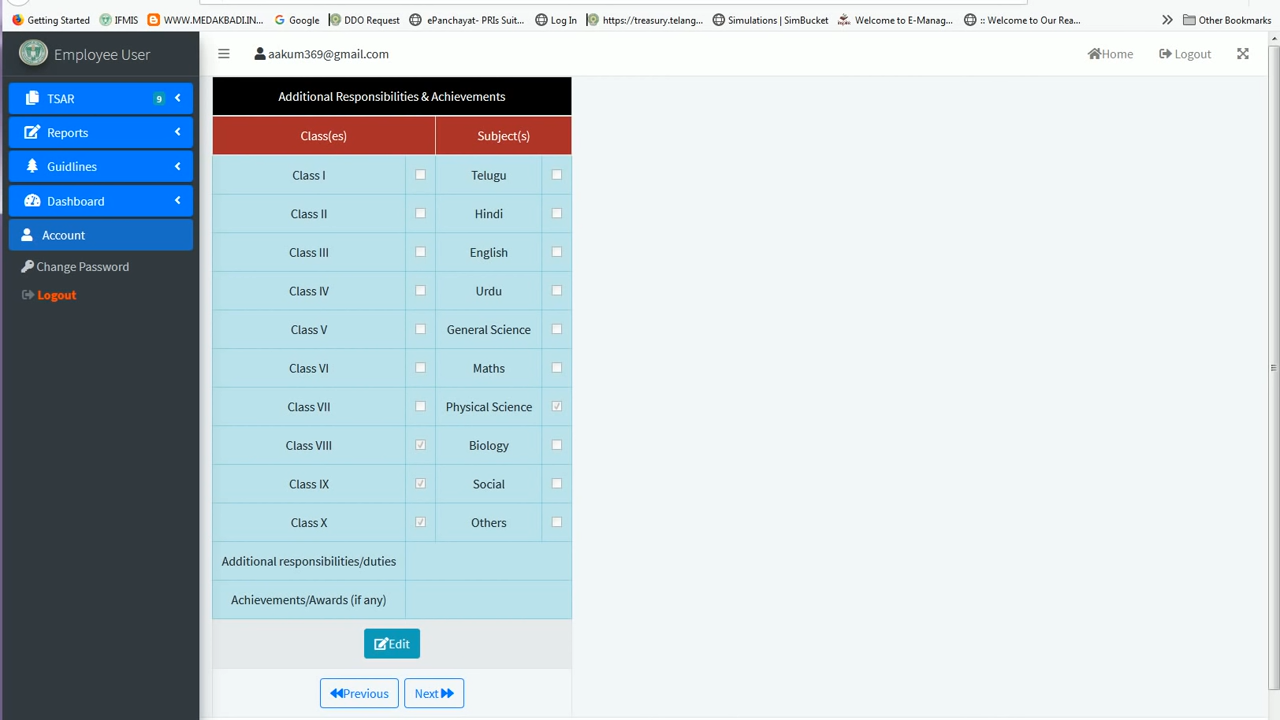 Getting Started IFMIS WWW.MEDAKBADI.IN... Google DDO Request ePanchayat- PRIs Suit... Log In https://treasury.telang... Simulations | SimBucket Welcome to E-Manag... :: Welcome to Our Rea... Other Bookmarks
Employee User
aakum369@gmail.com
Home Logout
TSAR 9
Reports
Guidlines
Dashboard
Account
Change Password
Logout
Additional Responsibilities & Achievements
Class(es) Subject(s)
Class I Telugu
Class II Hindi
Class III English
Class IV Urdu
Class V General Science
Class VI Maths
Class VII Physical Science
Class VIII Biology
Class IX Social
Class X Others
Additional responsibilities/duties
Achievements/Awards (if any)
Edit
Previous Next